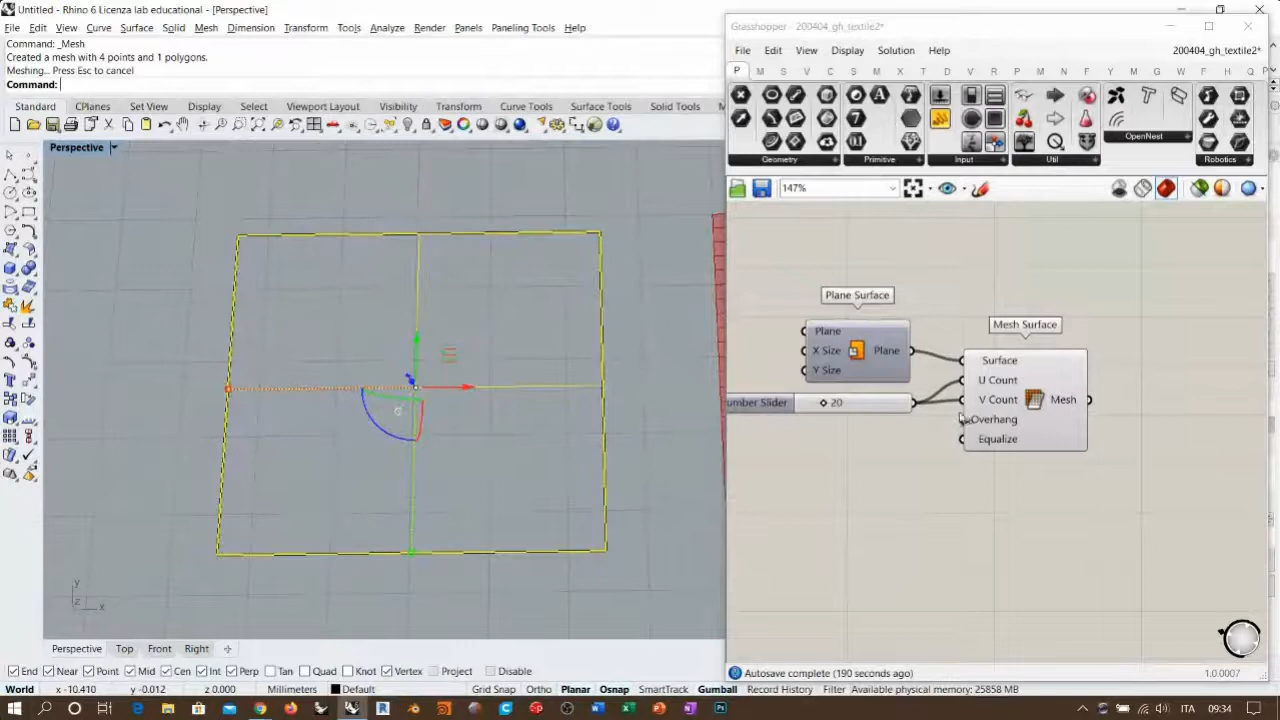 Untitled - Rhino 6 Licenza lab educational - [Perspective]
File Edit View Curve Surface Solid Mesh Dimension Transform Tools Analyze Render Panels Paneling Tools Help
Command: _Mesh
Created a mesh with 4 points and 1 polygons.
Meshing... Press Esc to cancel
Command:
Standard CPlanes Set View Display Select Viewport Layout Visibility Transform Curve Tools Surface Tools Solid Tools M
Perspective
Grasshopper - 200404_gh_textile2*
File Edit View Display Solution Help 200404_gh_textile2*
P M S V C S M X T D V R P M N F Y M L F C H Q P
Geometry Primitive Input Util OpenNest Robotics
147%
Plane Surface
Plane
X Size Plane
Y Size
umber Slider 20
Mesh Surface
Surface
U Count
V Count Mesh
Overhang
Equalize
y
z x
Perspective Top Front Right
End Near Point Mid Cen Int Perp Tan Quad Knot Vertex Project Disable
Autosave complete (190 seconds ago) 1.0.0007
World x -10.410 y -0.012 z 0.000 Millimeters Default Grid Snap Ortho Planar Osnap SmartTrack Gumball Record History Filter Available physical memory: 25858 MB
ITA 09:34